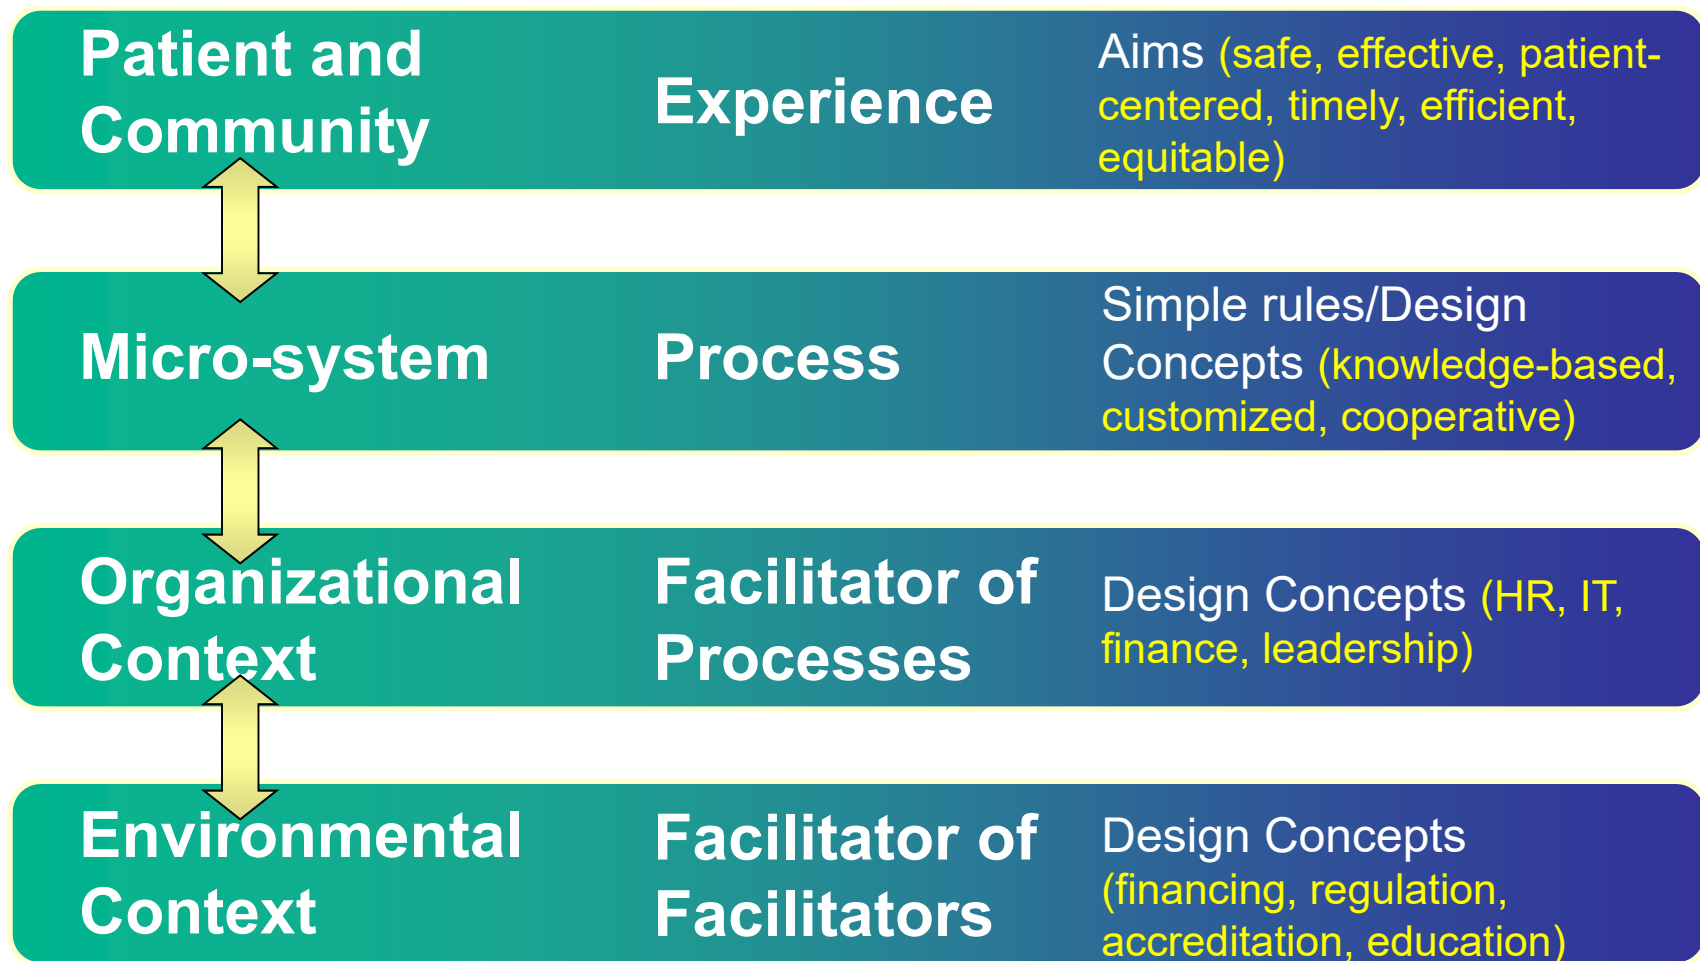 Patient and
Community
Experience
Aims (safe, effective, patient-
centered, timely, efficient,
equitable)
Micro-system
Process
Simple rules/Design
Concepts (knowledge-based,
customized, cooperative)
Organizational
Context
Facilitator of
Processes
Design Concepts (HR, IT,
finance, leadership)
Environmental
Context
Facilitator of
Facilitators
Design Concepts
(financing, regulation,
accreditation, education)